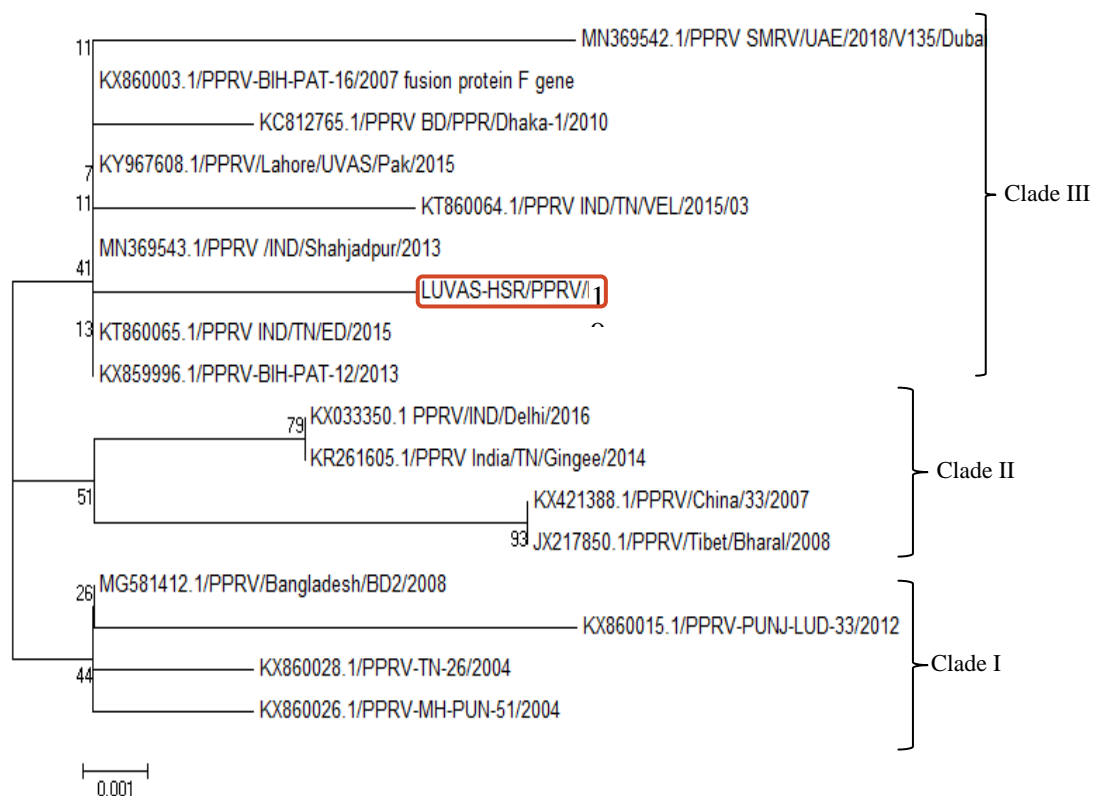 11
MN369542.1/PPRV SMRV/UAE/2018/V135/Duba
KX860003.1/PPRV-BIH-PAT-16/2007 fusion protein F gene
KC812765.1/PPRV BD/PPR/Dhaka-1/2010
7
KY967608.1/PPRV/Lahore/UVAS/Pak/2015
11
KT860064.1/PPRV IND/TN/VEL/2015/03
Clade III
MN369543.1/PPRV /IND/Shahjadpur/2013
41
LUVAS-HSR/PPRV/
1
13
KT860065.1/PPRV IND/TN/ED/2015
KX859996.1/PPRV-BIH-PAT-12/2013
79
KX033350.1 PPRV/IND/Delhi/2016
KR261605.1/PPRV India/TN/Gingee/2014
Clade II
51
KX421388.1/PPRV/China/33/2007
93
JX217850.1/PPRV/Tibet/Bharal/2008
26
MG581412.1/PPRV/Bangladesh/BD2/2008
KX860015.1/PPRV-PUNJ-LUD-33/2012
Clade I
44
KX860028.1/PPRV-TN-26/2004
KX860026.1/PPRV-MH-PUN-51/2004
0.001